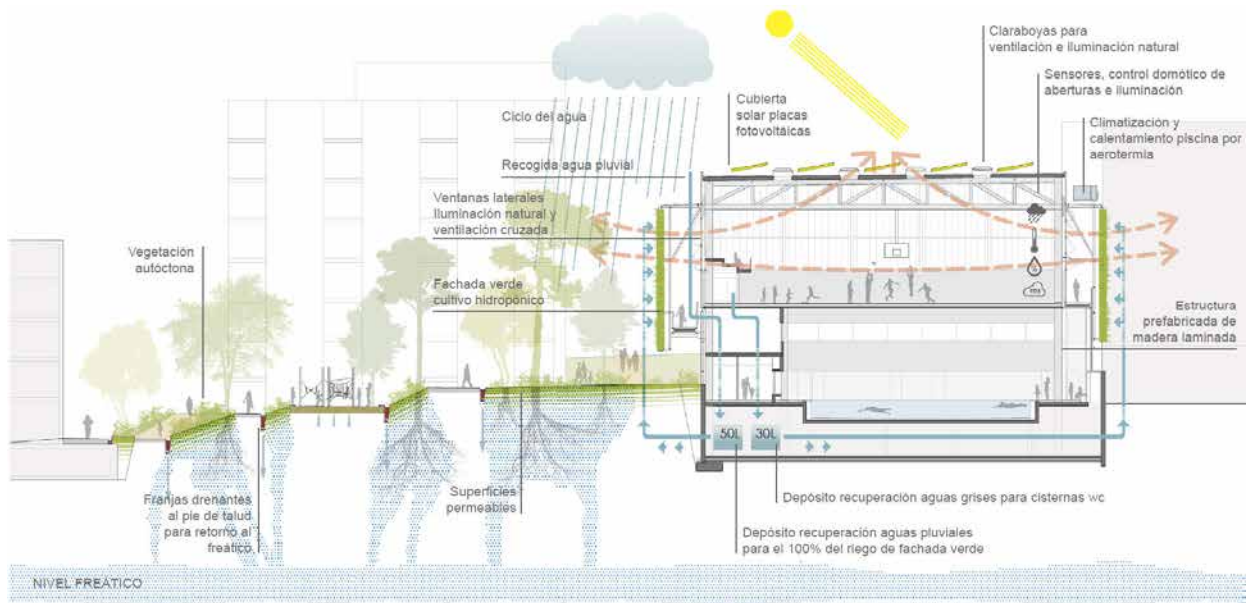 Claraboyas para
ventilación e iluminación natural
Sensores, control domótico de
aberturas e iluminación
Cubierta
solar placas
fotovoltáicas
Climatización y
calentamiento piscina por
aerotermia
Ciclo del agua
Recogida agua pluvial
Ventanas laterales
Iluminación natural y
ventilación cruzada
Vegetación
autóctona
Fachada verde
cultivo hidropónico
Estructura
prefabricada de
madera laminada
50L
30L
Franjas drenantes
al pie de talud
para retorno al
freático
Superficies
permeables
Depósito recuperación aguas grises para cisternas wc
Depósito recuperación aguas pluviales
para el 100% del riego de fachada verde
NIVEL FREÁTICO